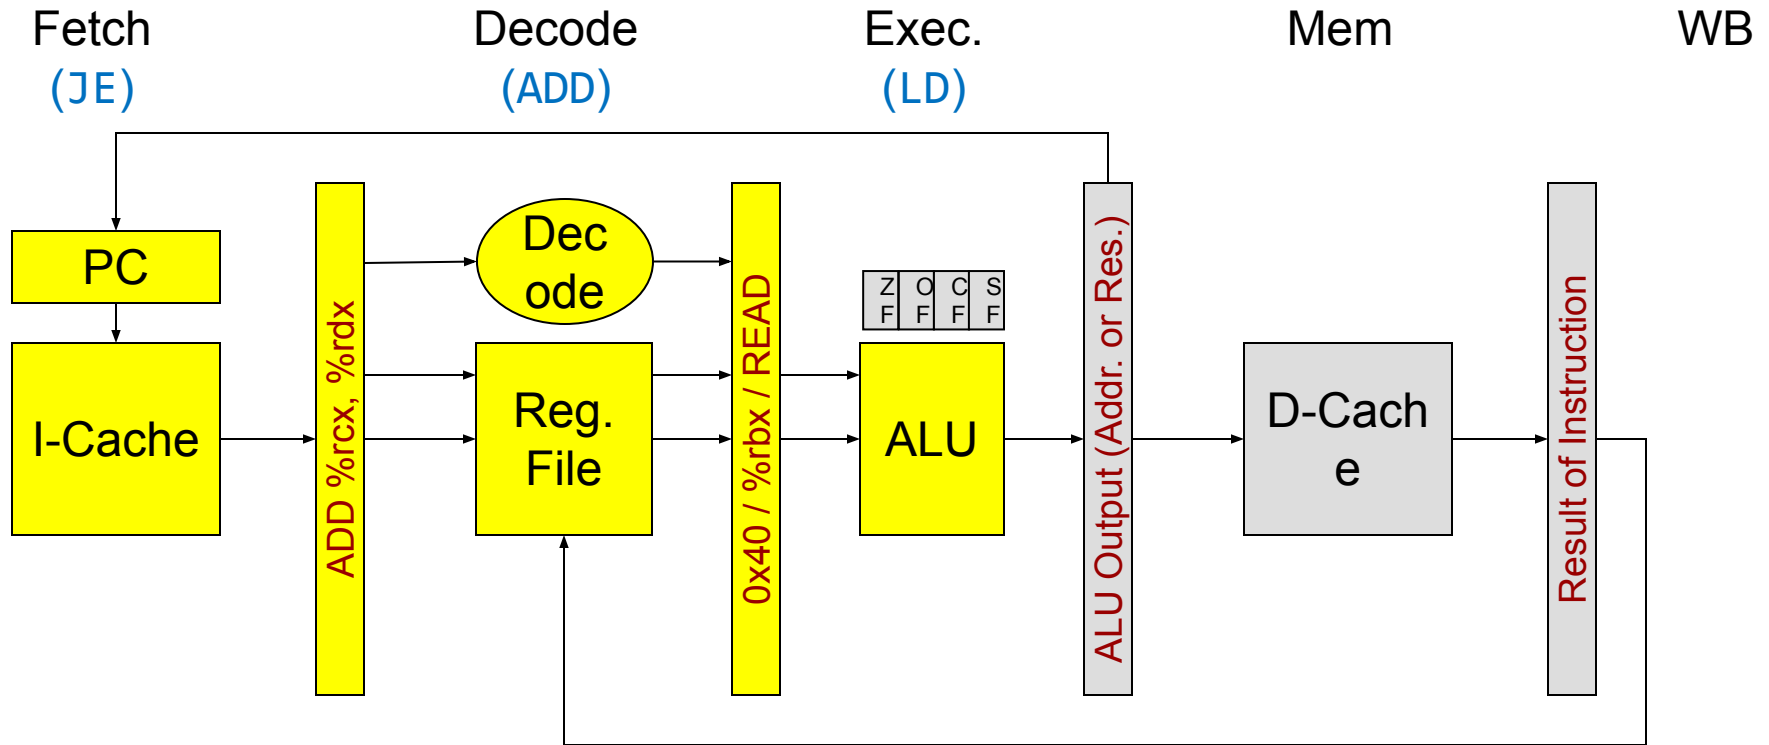 Fetch
Decode
Exec.
Mem
WB
(JE)
(ADD)
(LD)
PC
I-Cache
ADD %rcx, %rdx
Dec
ode
Reg.
File
0x40 / %rbx / READ
Z O C S
F F F F
ALU
ALU Output (Addr. or Res.)
D-Cach
e
Result of Instruction